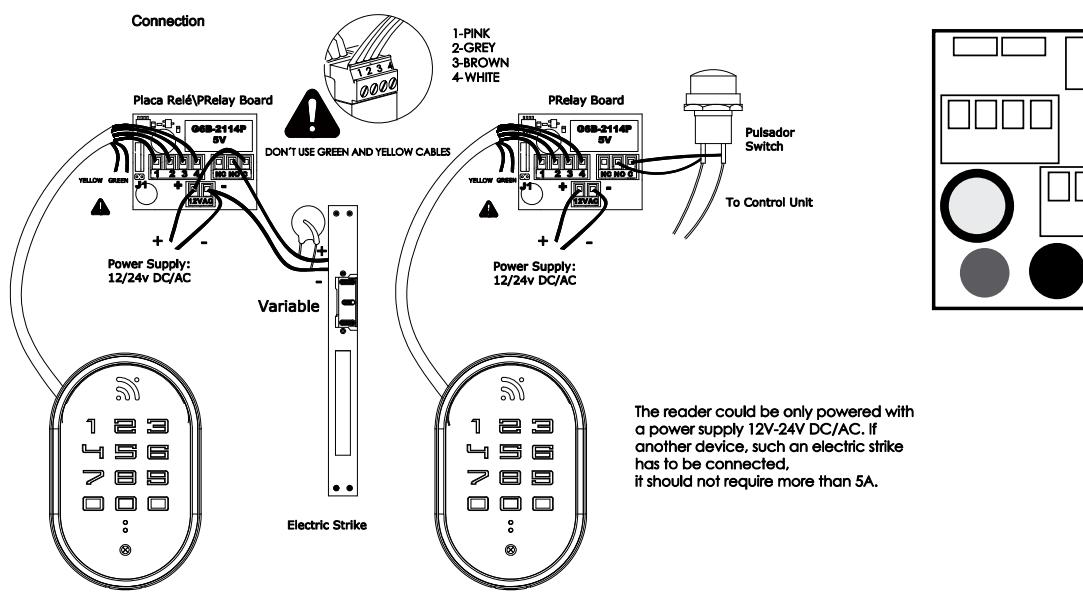 Connection
1-PINK
2-GREY
3-BROWN
4-WHITE
1 2 3 4
Placa Relé\PRelay Board
G6B-2114P
5V
DON´T USE GREEN AND YELLOW CABLES
YELLOW GREEN
J1
1 2 3 4
NC NO C
+ -
12VAC
+ -
Power Supply:
12/24v DC/AC
+
-
Variable
Electric Strike
1 2 3
4 5 6
7 8 9
0 0 0
PRelay Board
G6B-2114P
5V
YELLOW GREEN
J1
1 2 3 4
NC NO C
+ -
12VAC
+ -
Power Supply:
12/24v DC/AC
Pulsador
Switch
To Control Unit
1 2 3
4 5 6
7 8 9
0 0 0
The reader could be only powered with
a power supply 12V-24V DC/AC. If
another device, such an electric strike
has to be connected,
it should not require more than 5A.